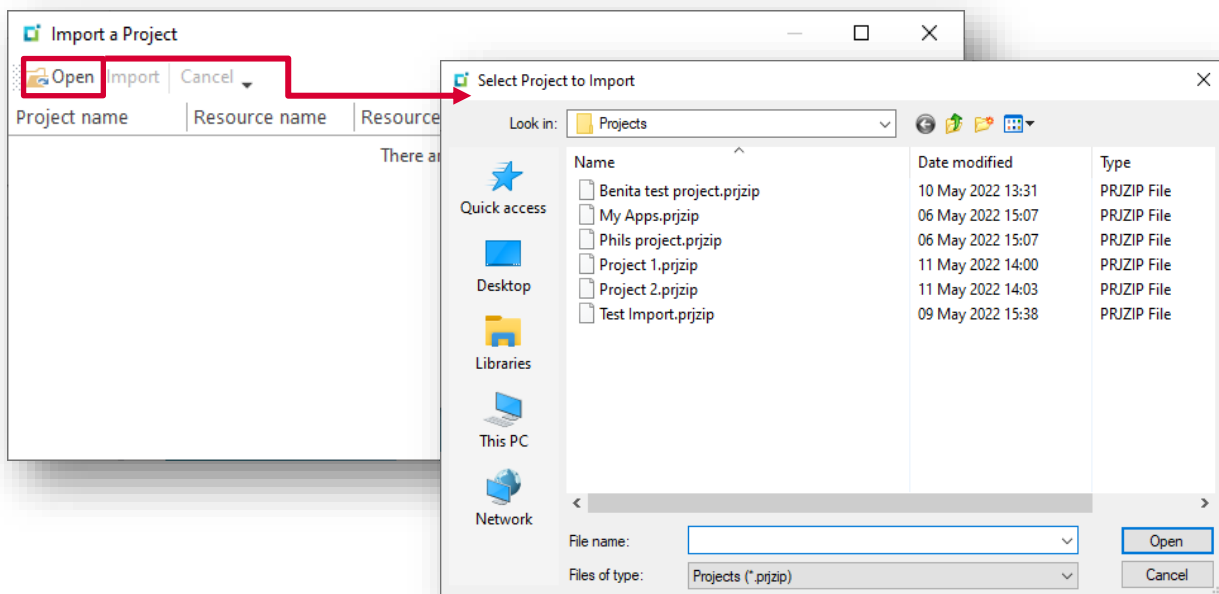 Import a Project
Open Import Cancel
Project name Resource name Resource
There ar
Select Project to Import
Look in: Projects
Quick access
Desktop
Libraries
This PC
Network
Name Date modified Type
Benita test project.prjzip 10 May 2022 13:31 PRJZIP File
My Apps.prjzip 06 May 2022 15:07 PRJZIP File
Phils project.prjzip 06 May 2022 15:07 PRJZIP File
Project 1.prjzip 11 May 2022 14:00 PRJZIP File
Project 2.prjzip 11 May 2022 14:03 PRJZIP File
Test Import.prjzip 09 May 2022 15:38 PRJZIP File
File name: Open
Files of type: Projects (*.prjzip) Cancel